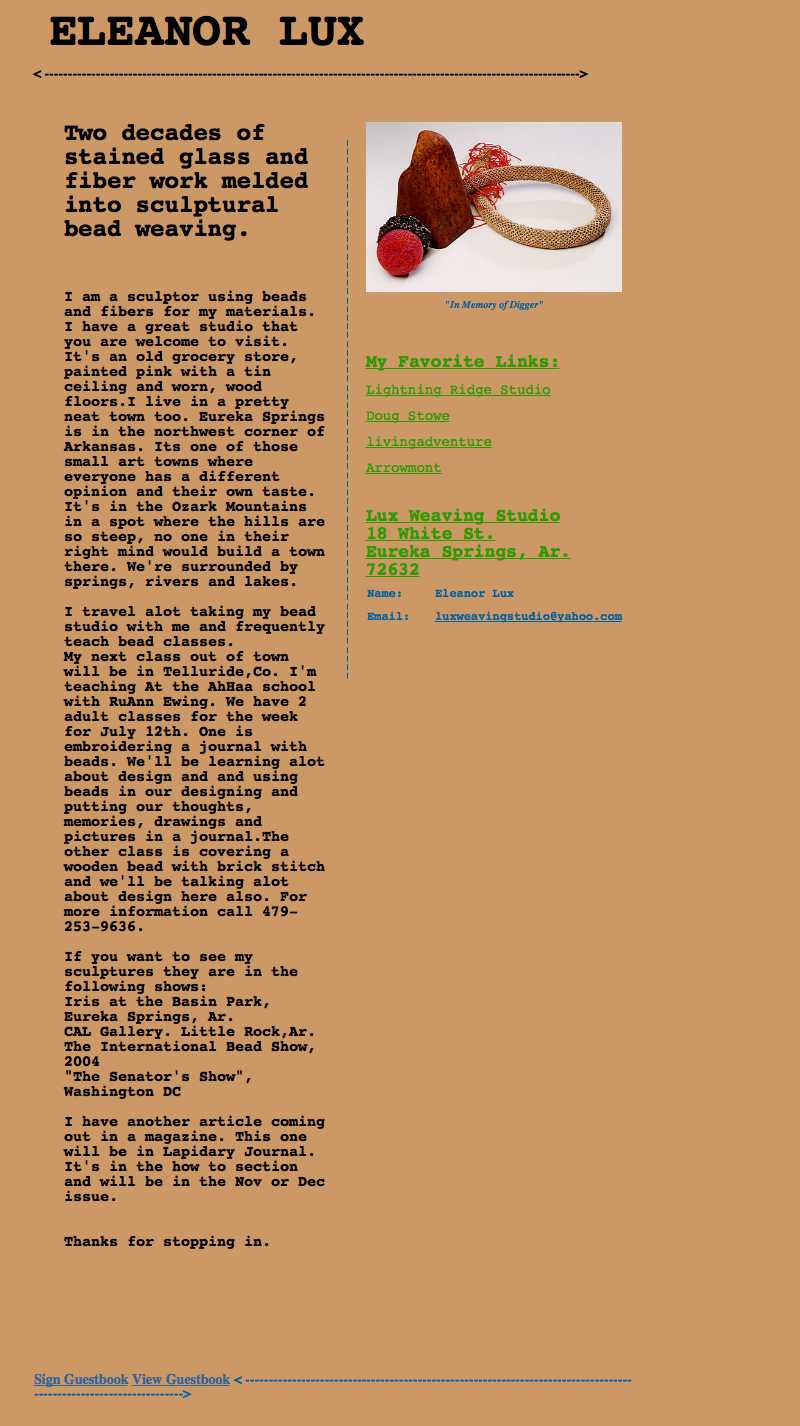 ELEANOR LUX
<------------------------------------------------------------------------------------------------------------------->
Two decades of
stained glass and
fiber work melded
into sculptural
bead weaving.
I am a sculptor using beads
and fibers for my materials.
I have a great studio that
you are welcome to visit.
It's an old grocery store,
painted pink with a tin
ceiling and worn, wood
floors.I live in a pretty
neat town too. Eureka Springs
is in the northwest corner of
Arkansas. Its one of those
small art towns where
everyone has a different
opinion and their own taste.
It's in the Ozark Mountains
in a spot where the hills are
so steep, no one in their
right mind would build a town
there. We're surrounded by
springs, rivers and lakes.
I travel alot taking my bead
studio with me and frequently
teach bead classes.
My next class out of town
will be in Telluride,Co. I'm
teaching At the AhHaa school
with RuAnn Ewing. We have 2
adult classes for the week
for July 12th. One is
embroidering a journal with
beads. We'll be learning alot
about design and and using
beads in our designing and
putting our thoughts,
memories, drawings and
pictures in a journal.The
other class is covering a
wooden bead with brick stitch
and we'll be talking alot
about design here also. For
more information call 479-
253-9636.
If you want to see my
sculptures they are in the
following shows:
Iris at the Basin Park,
Eureka Springs, Ar.
CAL Gallery. Little Rock,Ar.
The International Bead Show,
2004
"The Senator's Show",
Washington DC
I have another article coming
out in a magazine. This one
will be in Lapidary Journal.
It's in the how to section
and will be in the Nov or Dec
issue.
Thanks for stopping in.
"In Memory of Digger"
My Favorite Links:
Lightning Ridge Studio
Doug Stowe
livingadventure
Arrowmont
Lux Weaving Studio
18 White St.
Eureka Springs, Ar.
72632
Name: Eleanor Lux
Email: luxweavingstudio@yahoo.com
Sign Guestbook View Guestbook <-----------------------------------------------------------------------------------
-------------------------------->